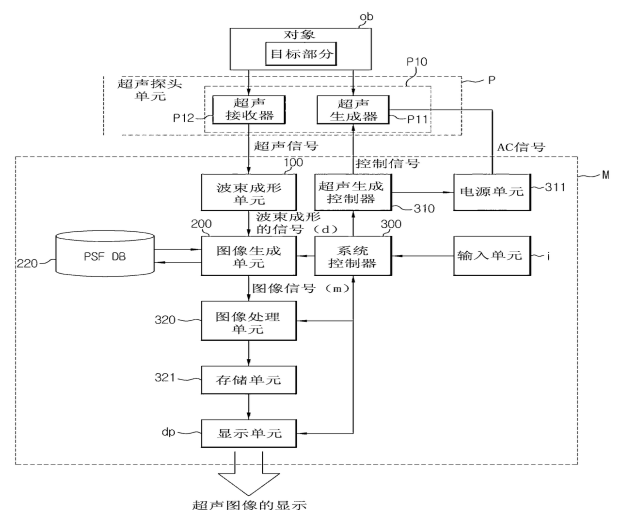 ob
对象
目标部分
P10
P
超声探头
单元
P12
超声
接收器
超声
生成器
P11
超声信号
控制信号
AC信号
M
100
波束成形
单元
超声生成
控制器
310
电源单元
311
波束成形
的信号（d）
200
300
220
PSF DB
图像生成
单元
系统
控制器
输入单元
i
图像信号（m）
320
图像处理
单元
321
存储单元
dp
显示单元
超声图像的显示